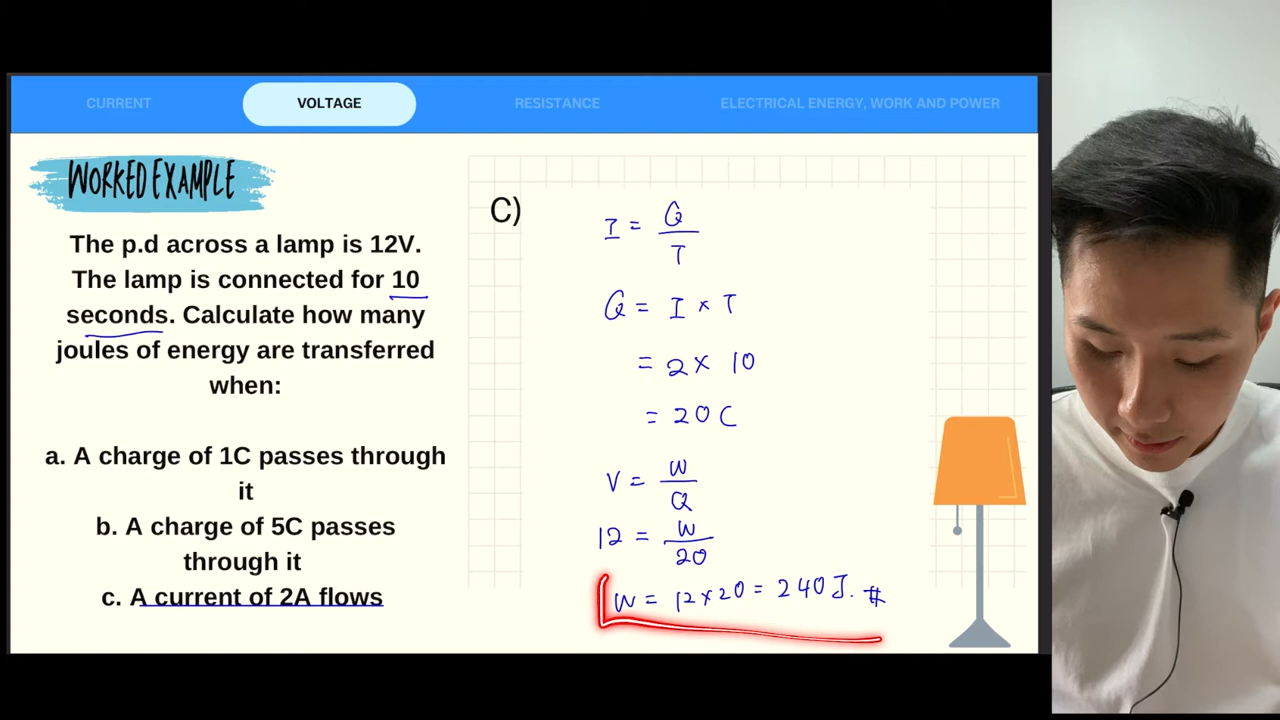 CURRENT
VOLTAGE
RESISTANCE
ELECTRICAL ENERGY, WORK AND POWER
WORKED EXAMPLE
The p.d across a lamp is 12V.
The lamp is connected for 10
seconds. Calculate how many
joules of energy are transferred
when:
a. A charge of 1C passes through
it
b. A charge of 5C passes
through it
c. A current of 2A flows
C)
I = Q / T
Q = I × T
= 2 × 10
= 20 C
V = W / Q
12 = W / 20
W = 12 × 20 = 240 J. #